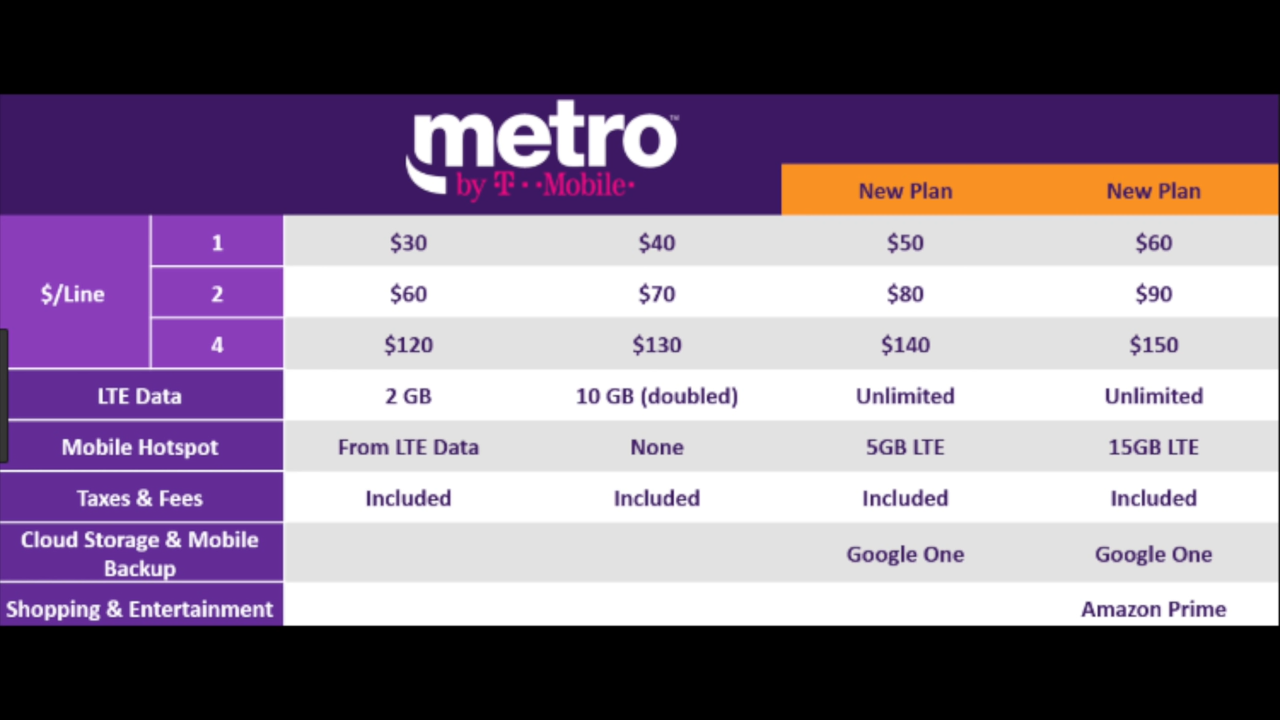 metro™
by T··Mobile·
New Plan New Plan
$/Line
1 $30 $40 $50 $60
2 $60 $70 $80 $90
4 $120 $130 $140 $150
LTE Data 2 GB 10 GB (doubled) Unlimited Unlimited
Mobile Hotspot From LTE Data None 5GB LTE 15GB LTE
Taxes & Fees Included Included Included Included
Cloud Storage & Mobile
Backup Google One Google One
Shopping & Entertainment Amazon Prime